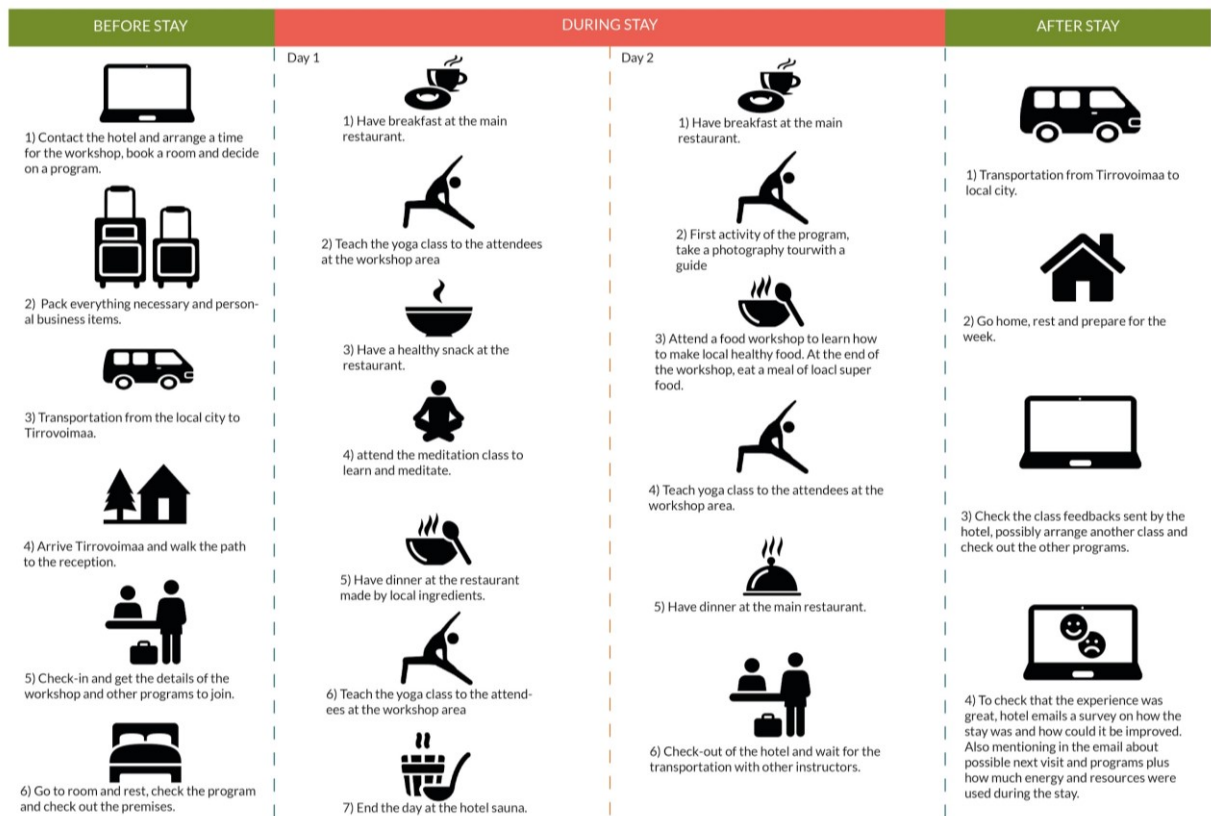 BEFORE STAY
DURING STAY
AFTER STAY
1) Contact the hotel and arrange a time
for the workshop, book a room and decide
on a program.
2) Pack everything necessary and person-
al business items.
3) Transportation from the local city to
Tirrovoimaa.
4) Arrive Tirrovoimaa and walk the path
to the reception.
5) Check-in and get the details of the
workshop and other programs to join.
6) Go to room and rest, check the program
and check out the premises.
Day 1
1) Have breakfast at the main
restaurant.
2) Teach the yoga class to the attendees
at the workshop area
3) Have a healthy snack at the
restaurant.
4) attend the meditation class to
learn and meditate.
5) Have dinner at the restaurant
made by local ingredients.
6) Teach the yoga class to the attend-
ees at the workshop area
7) End the day at the hotel sauna.
Day 2
1) Have breakfast at the main
restaurant.
2) First activity of the program,
take a photography tourwith a
guide
3) Attend a food workshop to learn how
to make local healthy food. At the end of
the workshop, eat a meal of loacl super
food.
4) Teach yoga class to the attendees at the
workshop area.
5) Have dinner at the main restaurant.
6) Check-out of the hotel and wait for the
transportation with other instructors.
1) Transportation from Tirrovoimaa to
local city.
2) Go home, rest and prepare for the
week.
3) Check the class feedbacks sent by the
hotel, possibly arrange another class and
check out the other programs.
4) To check that the experience was
great, hotel emails a survey on how the
stay was and how could it be improved.
Also mentioning in the email about
possible next visit and programs plus
how much energy and resources were
used during the stay.